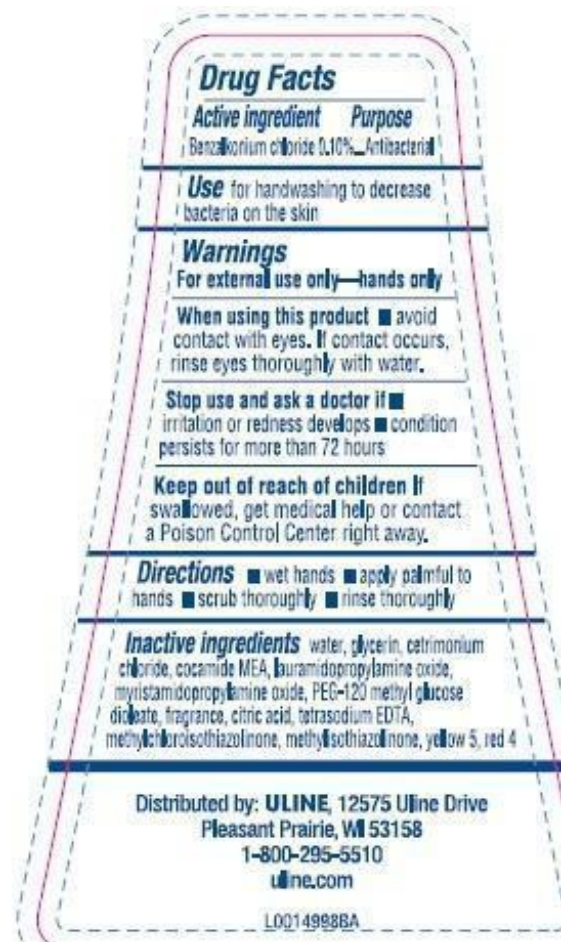 Drug Facts
Active ingredient Purpose
Benzalkonium chloride 0.10%...Antibacterial
Use for handwashing to decrease
bacteria on the skin
Warnings
For external use only—hands only
When using this product ■ avoid
contact with eyes. If contact occurs,
rinse eyes thoroughly with water.
Stop use and ask a doctor if ■
irritation or redness develops ■ condition
persists for more than 72 hours
Keep out of reach of children If
swallowed, get medical help or contact
a Poison Control Center right away.
Directions ■ wet hands ■ apply palmful to
hands ■ scrub thoroughly ■ rinse thoroughly
Inactive ingredients water, glycerin, cetrimonium
chloride, cocamide MEA, lauramidopropylamine oxide,
myristamidopropylamine oxide, PEG-120 methyl glucose
dioleate, fragrance, citric acid, tetrasodium EDTA,
methylchloroisothiazolinone, methylisothiazolinone, yellow 5, red 4
Distributed by: ULINE, 12575 Uline Drive
Pleasant Prairie, WI 53158
1-800-295-5510
uline.com
L0014998BA